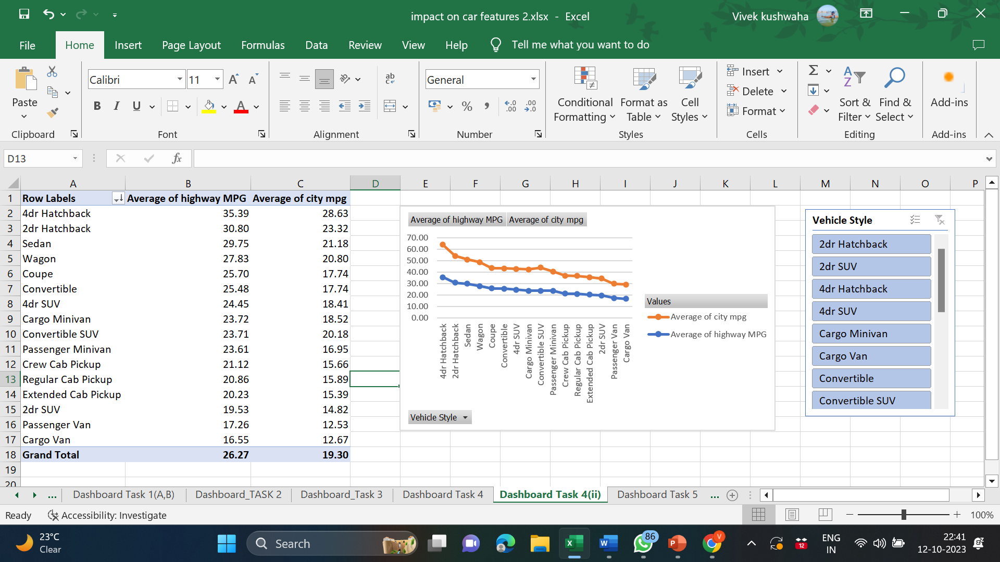 impact on car features 2.xlsx - Excel
Vivek kushwaha
File Home Insert Page Layout Formulas Data Review View Help Tell me what you want to do
Paste
Clipboard
Calibri 11
B I U
Font
ab
c
Alignment
General
% , .0 .00 .00 .0
Number
Conditional Formatting
Format as Table
Cell Styles
Styles
Insert
Delete
Format
Cells
Σ
A
Z
Sort & Filter
Find & Select
Editing
Add-ins
Add-ins
D13
fx
A B C D E F G H I J K L M N O P
1 Row Labels Average of highway MPG Average of city mpg
2 4dr Hatchback 35.39 28.63
3 2dr Hatchback 30.80 23.32
4 Sedan 29.75 21.18
5 Wagon 27.83 20.80
6 Coupe 25.70 17.74
7 Convertible 25.48 17.74
8 4dr SUV 24.45 18.41
9 Cargo Minivan 23.72 18.52
10 Convertible SUV 23.71 20.18
11 Passenger Minivan 23.61 16.95
12 Crew Cab Pickup 21.12 15.66
13 Regular Cab Pickup 20.86 15.89
14 Extended Cab Pickup 20.23 15.39
15 2dr SUV 19.53 14.82
16 Passenger Van 17.26 12.53
17 Cargo Van 16.55 12.67
18 Grand Total 26.27 19.30
19
20
Average of highway MPG Average of city mpg
70.00
60.00
50.00
40.00
30.00
20.00
10.00
0.00
4dr Hatchback
2dr Hatchback
Sedan
Wagon
Coupe
Convertible
4dr SUV
Cargo Minivan
Convertible SUV
Passenger Minivan
Crew Cab Pickup
Regular Cab Pickup
Extended Cab Pickup
2dr SUV
Passenger Van
Cargo Van
Values
Average of city mpg
Average of highway MPG
Vehicle Style
Vehicle Style
2dr Hatchback
2dr SUV
4dr Hatchback
4dr SUV
Cargo Minivan
Cargo Van
Convertible
Convertible SUV
... Dashboard Task 1(A,B) Dashboard_TASK 2 Dashboard_Task 3 Dashboard Task 4 Dashboard Task 4(ii) Dashboard Task 5 ...
Ready Accessibility: Investigate 100%
23°C
Clear
Search
86
V
12
ENG
IN
22:41
12-10-2023